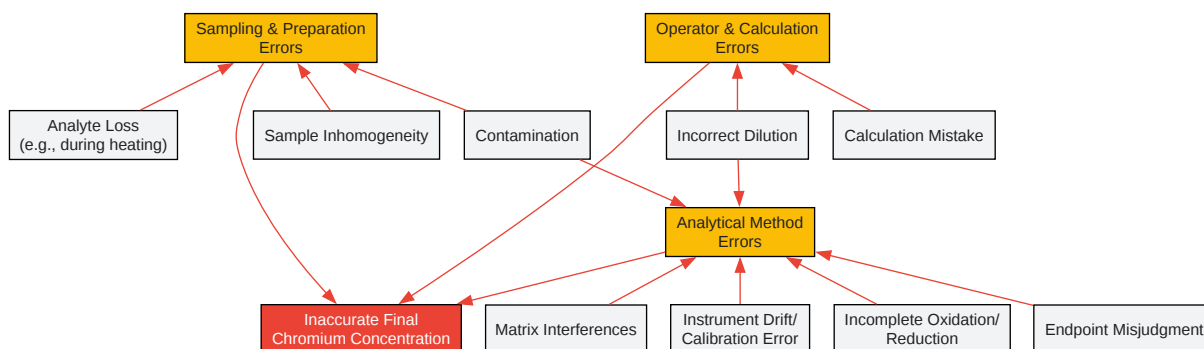 Sampling & Preparation
Errors
Operator & Calculation
Errors
Analyte Loss
(e.g., during heating)
Sample Inhomogeneity
Contamination
Incorrect Dilution
Calculation Mistake
Analytical Method
Errors
Inaccurate Final
Chromium Concentration
Matrix Interferences
Instrument Drift/
Calibration Error
Incomplete Oxidation/
Reduction
Endpoint Misjudgment